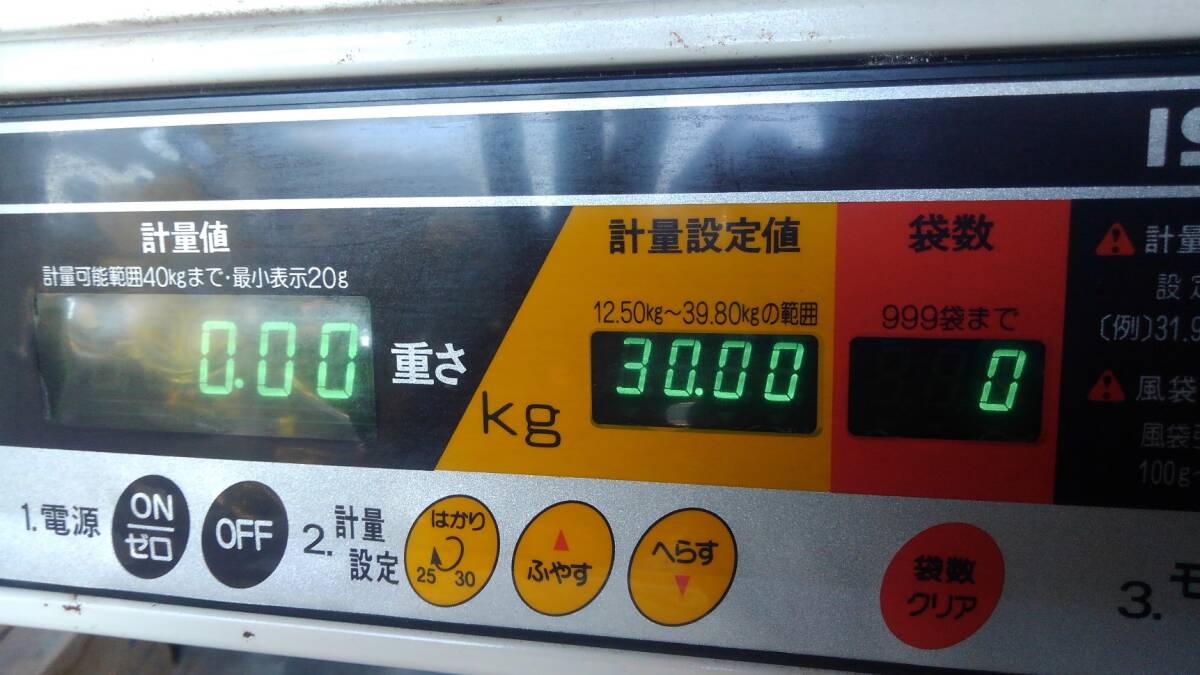 計量値
計量可能範囲40kgまで・最小表示20g
0.00
重さ
kg
計量設定値
12.50kg～39.80kgの範囲
30.00
袋数
999袋まで
0
計量
設定
(例)31.
風袋
風袋
100g
1.電源
ON
ゼロ
OFF
2.計量
設定
はかり
25 30
▲
ふやす
へらす
▼
袋数
クリア
3.